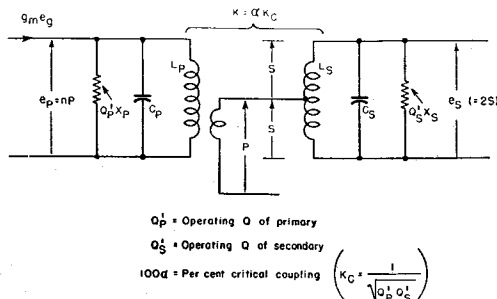 K = αK_C
g_m e_g
L_P
S
L_S
e_P = nP
Q'_P X_P
C_P
S
P
C_S
Q'_S X_S
e_S (=2S)
Q'_P = Operating Q of primary
Q'_S = Operating Q of secondary
100α = Per cent critical coupling (K_C = 1/√(Q'_P Q'_S))